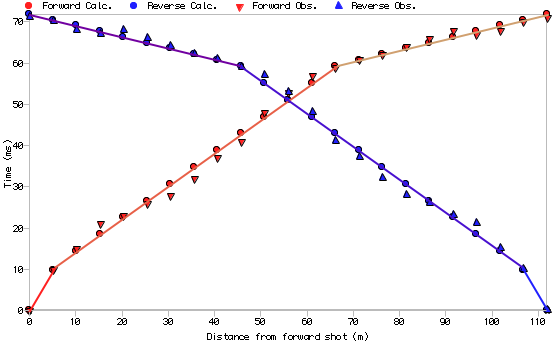 Forward Calc. Reverse Calc. Forward Obs. Reverse Obs.
70
60
50
40
30
20
10
0
Time (ms)
0 10 20 30 40 50 60 70 80 90 100 110
Distance from forward shot (m)